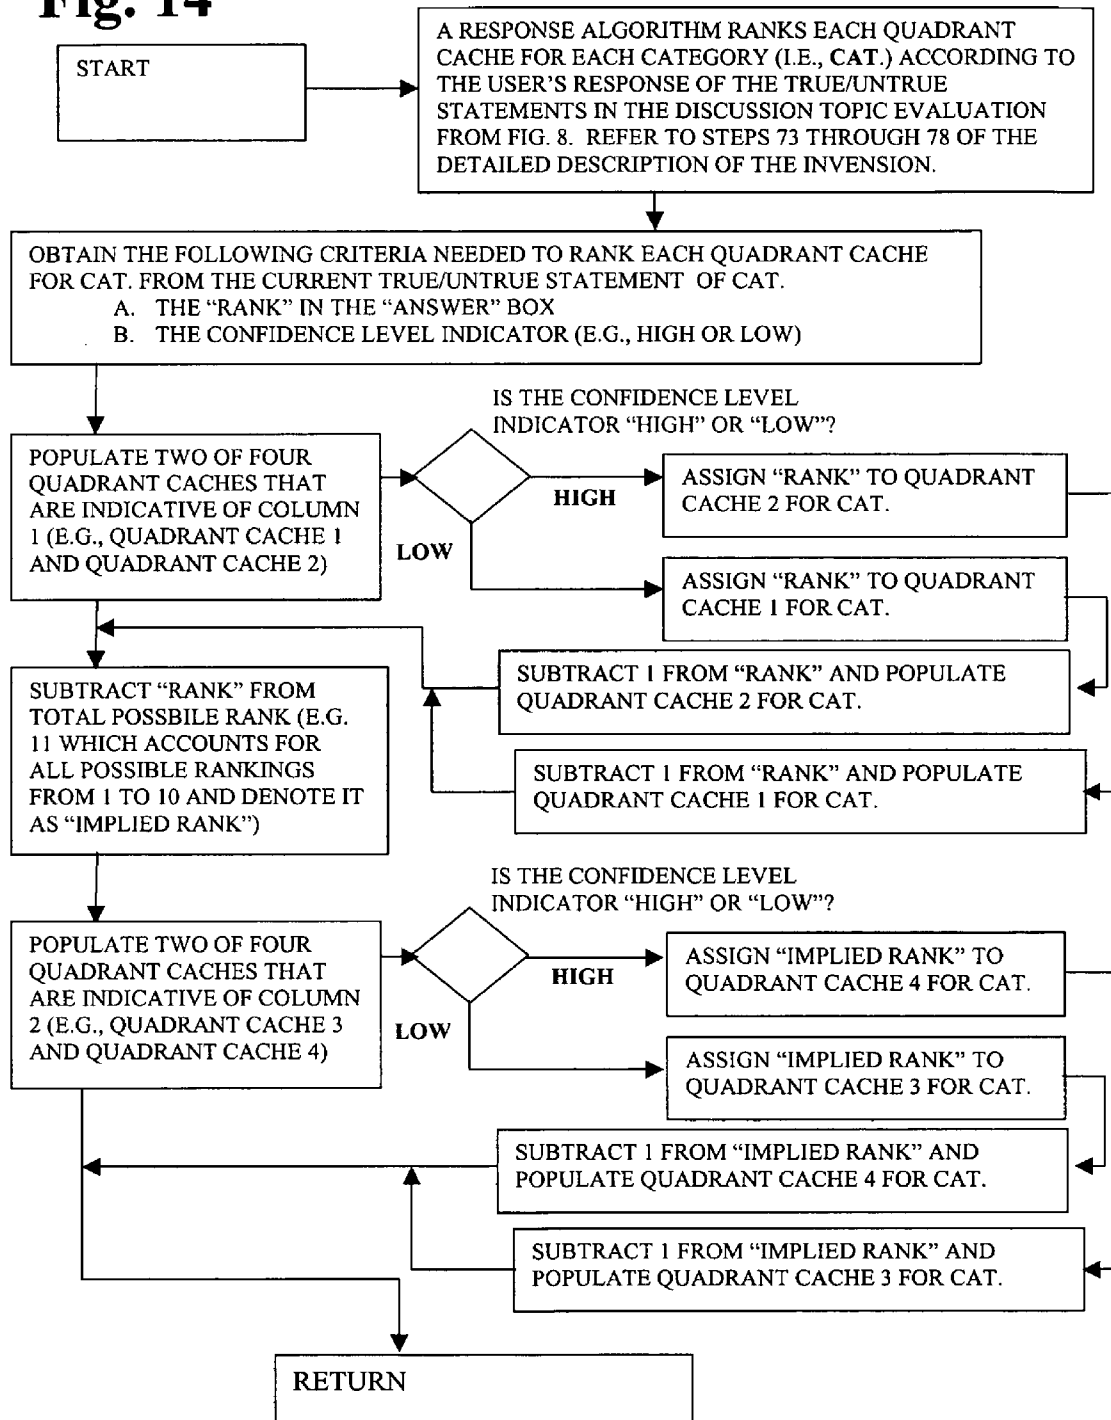 Fig. 14
START
A RESPONSE ALGORITHM RANKS EACH QUADRANT
CACHE FOR EACH CATEGORY (I.E., CAT.) ACCORDING TO
THE USER'S RESPONSE OF THE TRUE/UNTRUE
STATEMENTS IN THE DISCUSSION TOPIC EVALUATION
FROM FIG. 8. REFER TO STEPS 73 THROUGH 78 OF THE
DETAILED DESCRIPTION OF THE INVENSION.
OBTAIN THE FOLLOWING CRITERIA NEEDED TO RANK EACH QUADRANT CACHE
FOR CAT. FROM THE CURRENT TRUE/UNTRUE STATEMENT OF CAT.
A. THE “RANK” IN THE “ANSWER” BOX
B. THE CONFIDENCE LEVEL INDICATOR (E.G., HIGH OR LOW)
IS THE CONFIDENCE LEVEL
INDICATOR “HIGH” OR “LOW”?
POPULATE TWO OF FOUR
QUADRANT CACHES THAT
ARE INDICATIVE OF COLUMN
1 (E.G., QUADRANT CACHE 1
AND QUADRANT CACHE 2)
HIGH
LOW
ASSIGN “RANK” TO QUADRANT
CACHE 2 FOR CAT.
ASSIGN “RANK” TO QUADRANT
CACHE 1 FOR CAT.
SUBTRACT 1 FROM “RANK” AND POPULATE
QUADRANT CACHE 2 FOR CAT.
SUBTRACT 1 FROM “RANK” AND POPULATE
QUADRANT CACHE 1 FOR CAT.
SUBTRACT “RANK” FROM
TOTAL POSSBILE RANK (E.G.
11 WHICH ACCOUNTS FOR
ALL POSSIBLE RANKINGS
FROM 1 TO 10 AND DENOTE IT
AS “IMPLIED RANK”)
IS THE CONFIDENCE LEVEL
INDICATOR “HIGH” OR “LOW”?
POPULATE TWO OF FOUR
QUADRANT CACHES THAT
ARE INDICATIVE OF COLUMN
2 (E.G., QUADRANT CACHE 3
AND QUADRANT CACHE 4)
HIGH
LOW
ASSIGN “IMPLIED RANK” TO
QUADRANT CACHE 4 FOR CAT.
ASSIGN “IMPLIED RANK” TO
QUADRANT CACHE 3 FOR CAT.
SUBTRACT 1 FROM “IMPLIED RANK” AND
POPULATE QUADRANT CACHE 4 FOR CAT.
SUBTRACT 1 FROM “IMPLIED RANK” AND
POPULATE QUADRANT CACHE 3 FOR CAT.
RETURN